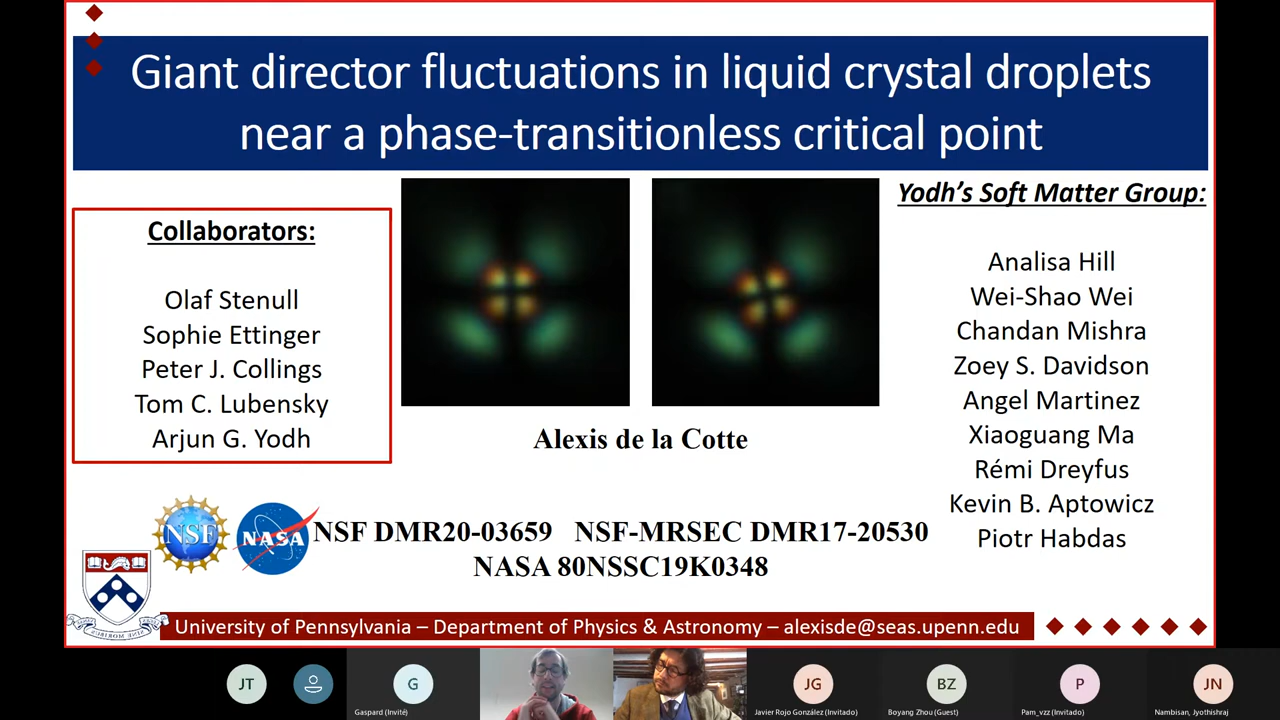 Giant director fluctuations in liquid crystal droplets
near a phase-transitionless critical point
Collaborators:
Olaf Stenull
Sophie Ettinger
Peter J. Collings
Tom C. Lubensky
Arjun G. Yodh
Alexis de la Cotte
Yodh’s Soft Matter Group:
Analisa Hill
Wei-Shao Wei
Chandan Mishra
Zoey S. Davidson
Angel Martinez
Xiaoguang Ma
Rémi Dreyfus
Kevin B. Aptowicz
Piotr Habdas
NSF
NASA
NSF DMR20-03659 NSF-MRSEC DMR17-20530
NASA 80NSSC19K0348
University of Pennsylvania – Department of Physics & Astronomy – alexisde@seas.upenn.edu
JT
G
JG
BZ
P
JN
Gaspard (Invité)
Javier Rojo González (Invitado)
Boyang Zhou (Guest)
Pam_vzz (Invitado)
Nambisan, Jyothishraj